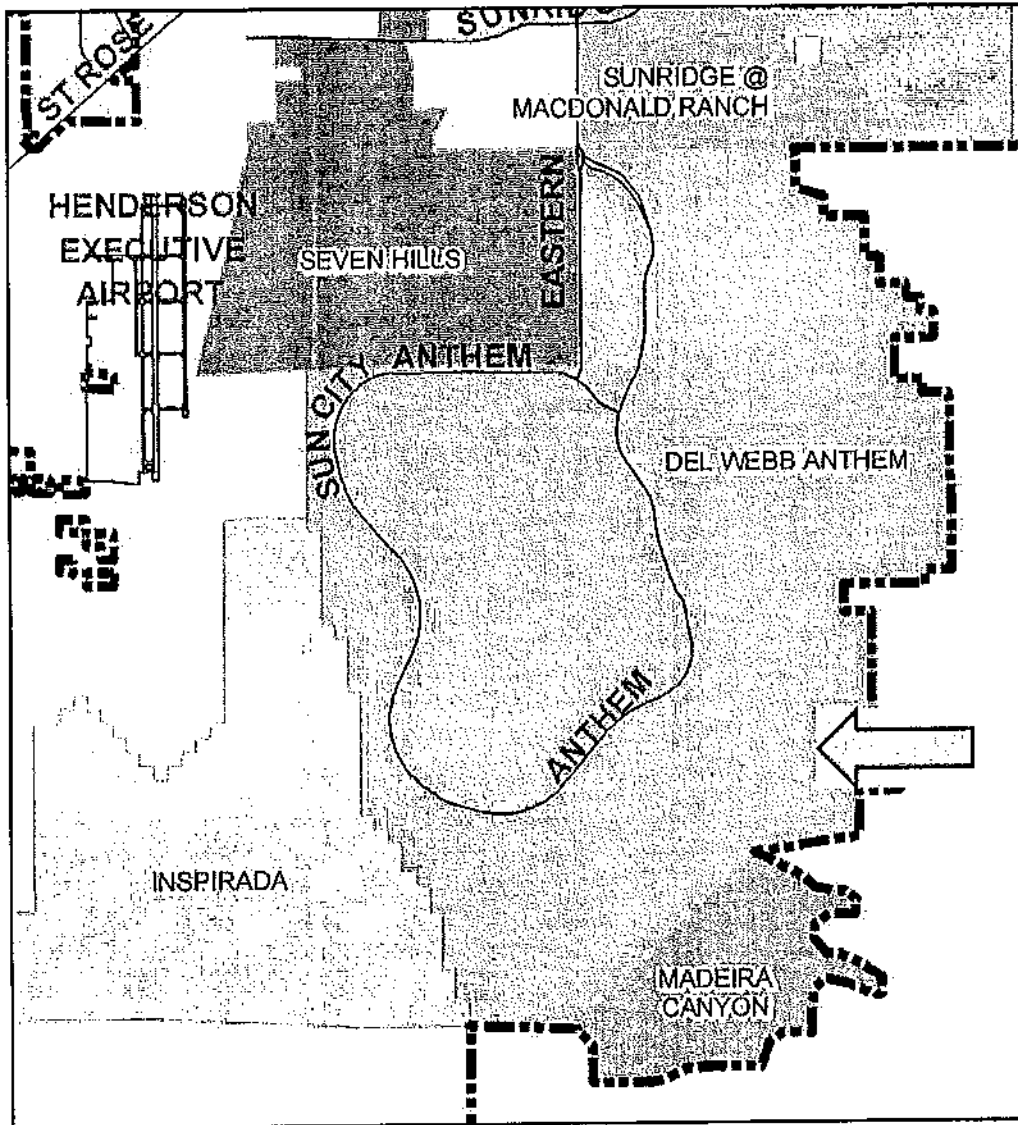 ST ROSE
SUNRIDGE @
MACDONALD RANCH
HENDERSON
EXECUTIVE
AIRPORT
SEVEN HILLS
EASTERN
SUN CITY ANTHEM
DEL WEBB ANTHEM
ANTHEM
INSPIRADA
MADEIRA
CANYON